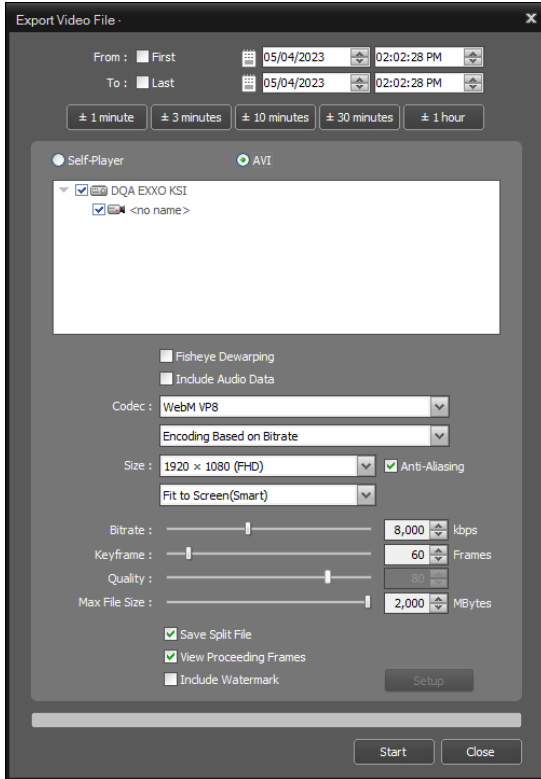 Export Video File · x
From : First 05/04/2023 02:02:28 PM
To : Last 05/04/2023 02:02:28 PM
± 1 minute ± 3 minutes ± 10 minutes ± 30 minutes ± 1 hour
Self-Player AVI
DQA EXXO KSI
<no name>
Fisheye Dewarping
Include Audio Data
Codec : WebM VP8
Encoding Based on Bitrate
Size : 1920 × 1080 (FHD) Anti-Aliasing
Fit to Screen(Smart)
Bitrate : 8,000 kbps
Keyframe : 60 Frames
Quality : 80
Max File Size : 2,000 MBytes
Save Split File
View Proceeding Frames
Include Watermark Setup
Start Close